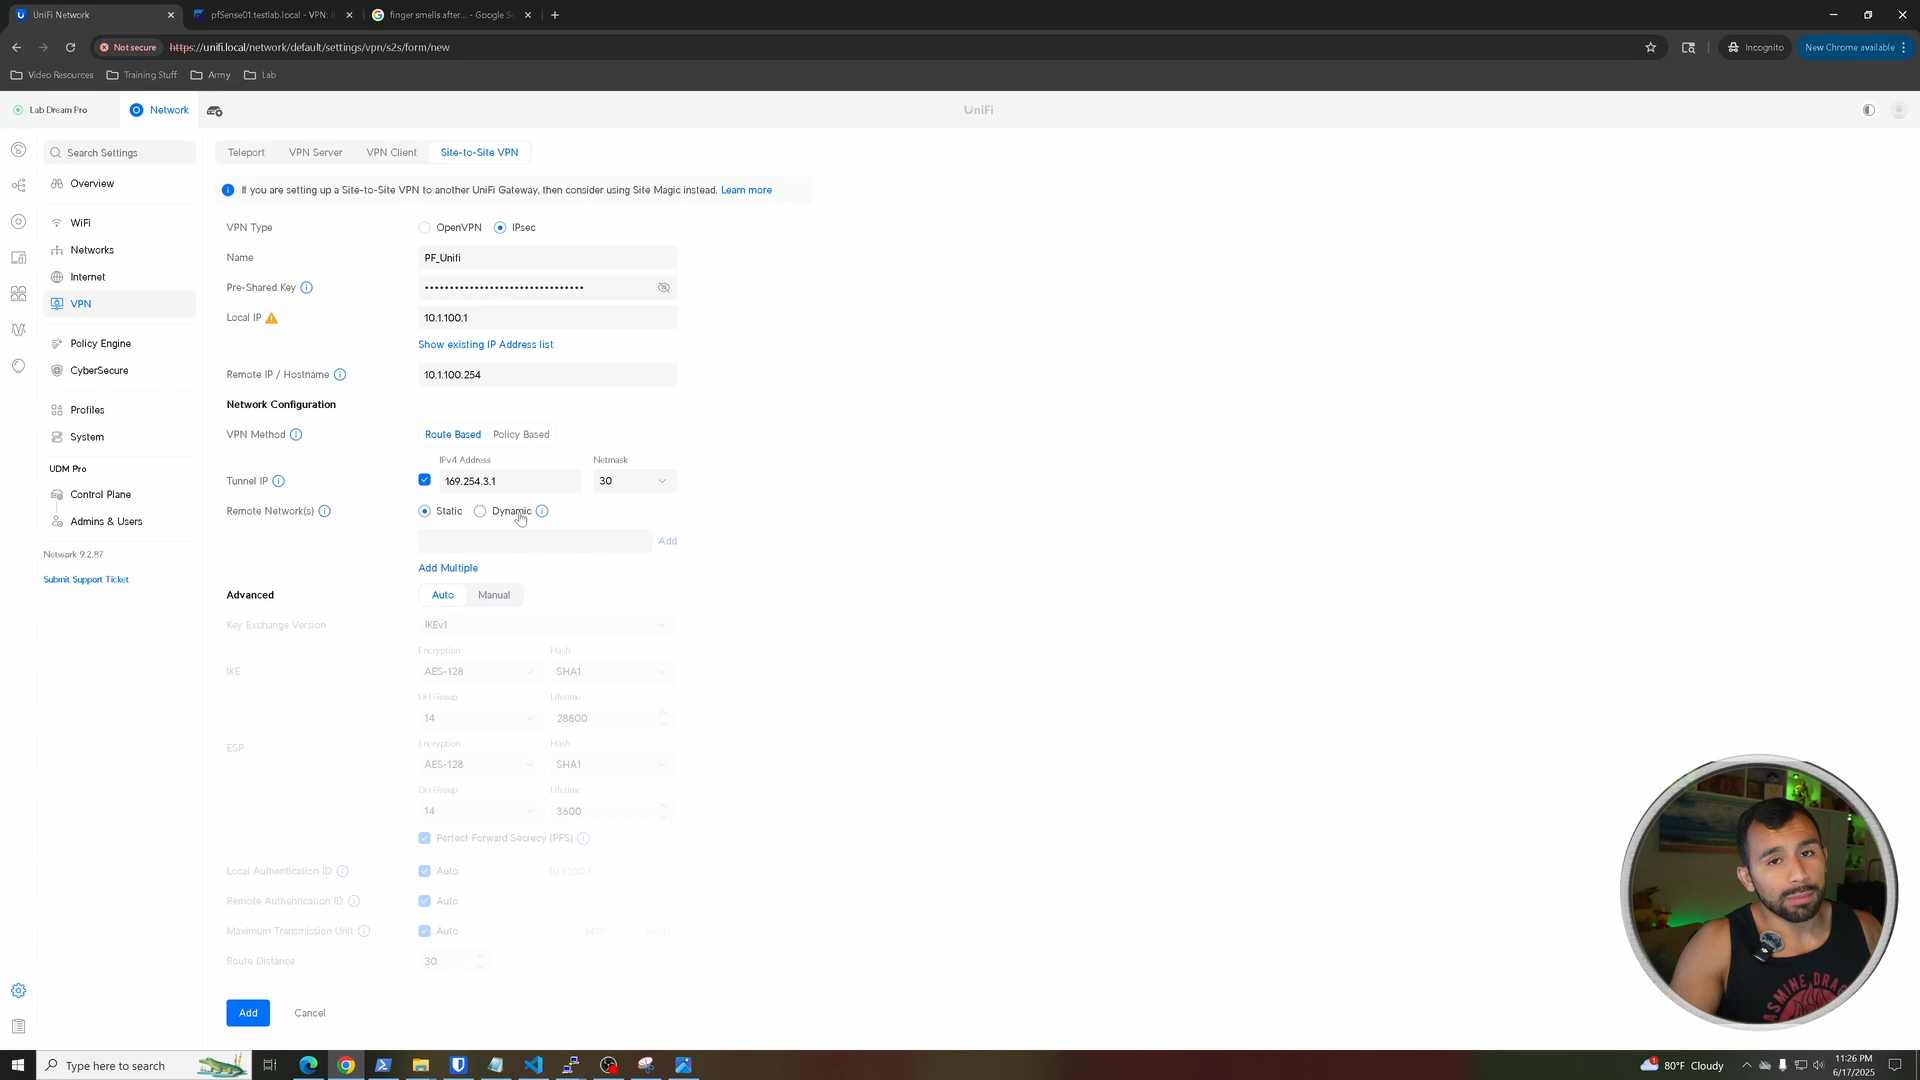 UniFi Network
pfSense01.testlab.local - VPN: I
finger smells after... - Google Se
Not secure
https://unifi.local/network/default/settings/vpn/s2s/form/new
Incognito
New Chrome available
Video Resources
Training Stuff
Army
Lab
Lab Dream Pro
Network
UniFi
Search Settings
Overview
WiFi
Networks
Internet
VPN
Policy Engine
CyberSecure
Profiles
System
UDM Pro
Control Plane
Admins & Users
Network 9.2.87
Submit Support Ticket
Teleport
VPN Server
VPN Client
Site-to-Site VPN
If you are setting up a Site-to-Site VPN to another UniFi Gateway, then consider using Site Magic instead. Learn more
VPN Type
OpenVPN
IPsec
Name
PF_Unifi
Pre-Shared Key
Local IP
10.1.100.1
Show existing IP Address list
Remote IP / Hostname
10.1.100.254
Network Configuration
VPN Method
Route Based
Policy Based
IPv4 Address
Netmask
Tunnel IP
169.254.3.1
30
Remote Network(s)
Static
Dynamic
Add
Add Multiple
Advanced
Auto
Manual
Key Exchange Version
IKEv1
Encryption
Hash
IKE
AES-128
SHA1
DH Group
Lifetime
14
28800
Encryption
Hash
ESP
AES-128
SHA1
DH Group
Lifetime
14
3600
Perfect Forward Secrecy (PFS)
Local Authentication ID
Auto
10.1.100.1
Remote Authentication ID
Auto
Maximum Transmission Unit
Auto
1419
Bytes
Route Distance
30
Add
Cancel
ASMINE DRAG
Type here to search
1
80°F Cloudy
11:26 PM
6/17/2025